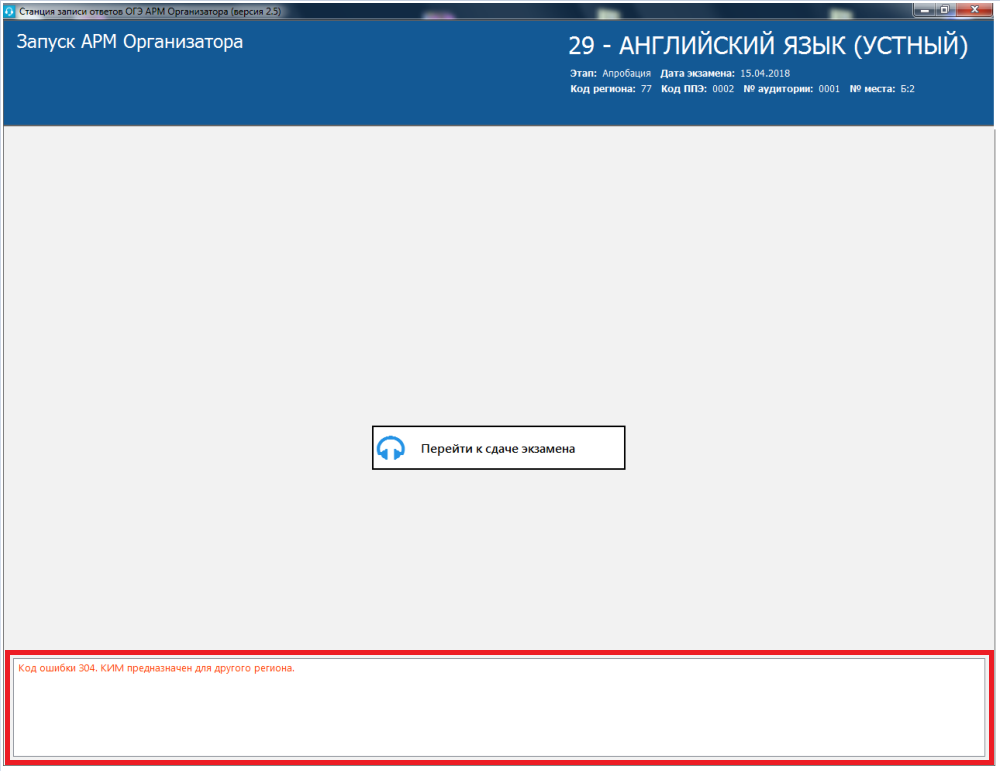 Станция записи ответов ОГЭ АРМ Организатора (версия 2.5)
Запуск АРМ Организатора
29 - АНГЛИЙСКИЙ ЯЗЫК (УСТНЫЙ)
Этап: Апробация Дата экзамена: 15.04.2018
Код региона: 77 Код ППЭ: 0002 № аудитории: 0001 № места: Б:2
Перейти к сдаче экзамена
Код ошибки 304. КИМ предназначен для другого региона.